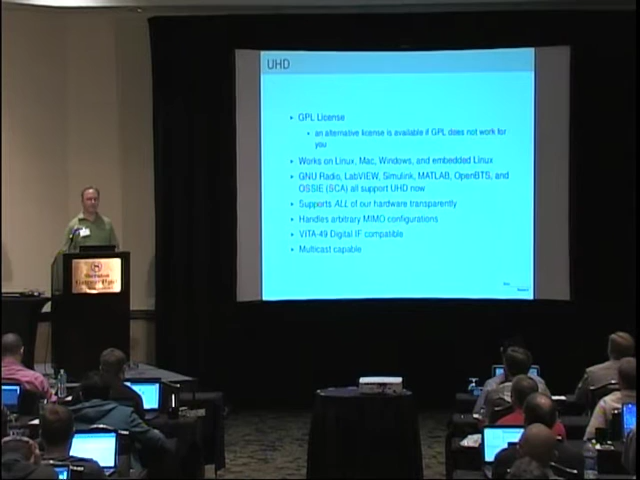 UHD
• GPL License
• an alternative license is available if GPL does not work for
you
• Works on Linux, Mac, Windows, and embedded Linux
• GNU Radio, LabVIEW, Simulink, MATLAB, OpenBTS, and
OSSIE (SCA) all support UHD now
• Supports ALL of our hardware transparently
• Handles arbitrary MIMO configurations
• VITA-49 Digital IF compatible
• Multicast capable
Sheraton